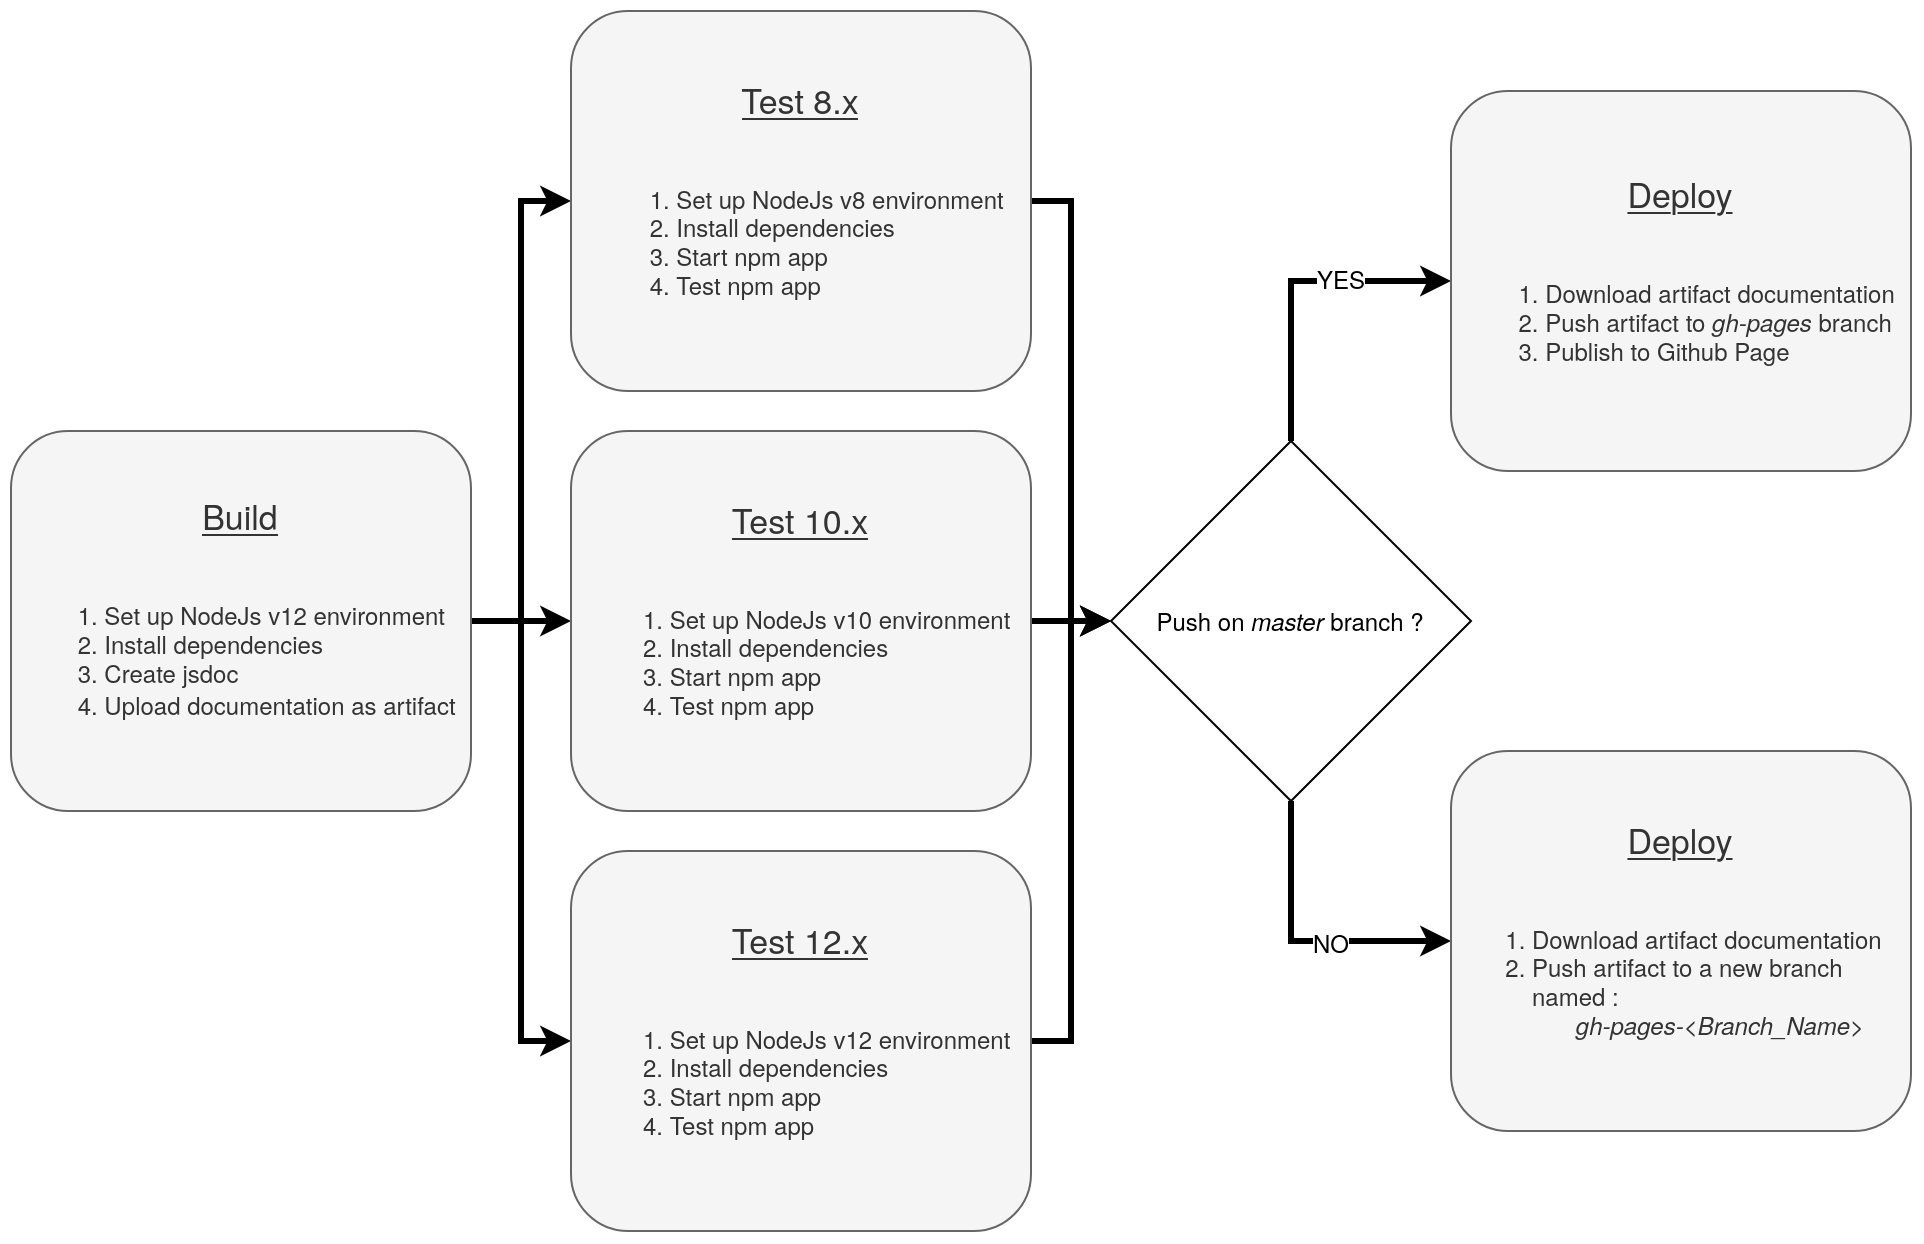 Build
1. Set up NodeJs v12 environment
2. Install dependencies
3. Create jsdoc
4. Upload documentation as artifact
Test 8.x
1. Set up NodeJs v8 environment
2. Install dependencies
3. Start npm app
4. Test npm app
Test 10.x
1. Set up NodeJs v10 environment
2. Install dependencies
3. Start npm app
4. Test npm app
Test 12.x
1. Set up NodeJs v12 environment
2. Install dependencies
3. Start npm app
4. Test npm app
Push on master branch ?
YES
Deploy
1. Download artifact documentation
2. Push artifact to gh-pages branch
3. Publish to Github Page
NO
Deploy
1. Download artifact documentation
2. Push artifact to a new branch
named :
gh-pages-<Branch_Name>